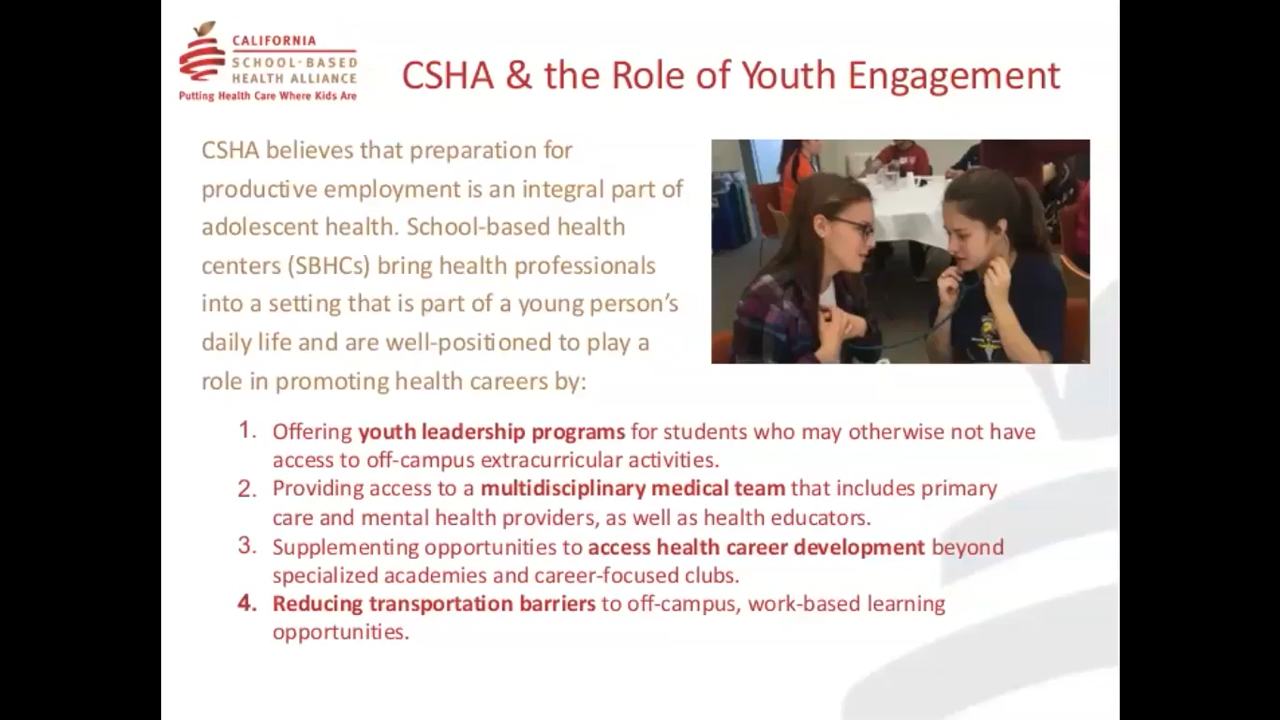 CALIFORNIA
SCHOOL-BASED
HEALTH ALLIANCE
Putting Health Care Where Kids Are
CSHA & the Role of Youth Engagement
CSHA believes that preparation for
productive employment is an integral part of
adolescent health. School-based health
centers (SBHCs) bring health professionals
into a setting that is part of a young person’s
daily life and are well-positioned to play a
role in promoting health careers by:
1. Offering youth leadership programs for students who may otherwise not have
access to off-campus extracurricular activities.
2. Providing access to a multidisciplinary medical team that includes primary
care and mental health providers, as well as health educators.
3. Supplementing opportunities to access health career development beyond
specialized academies and career-focused clubs.
4. Reducing transportation barriers to off-campus, work-based learning
opportunities.